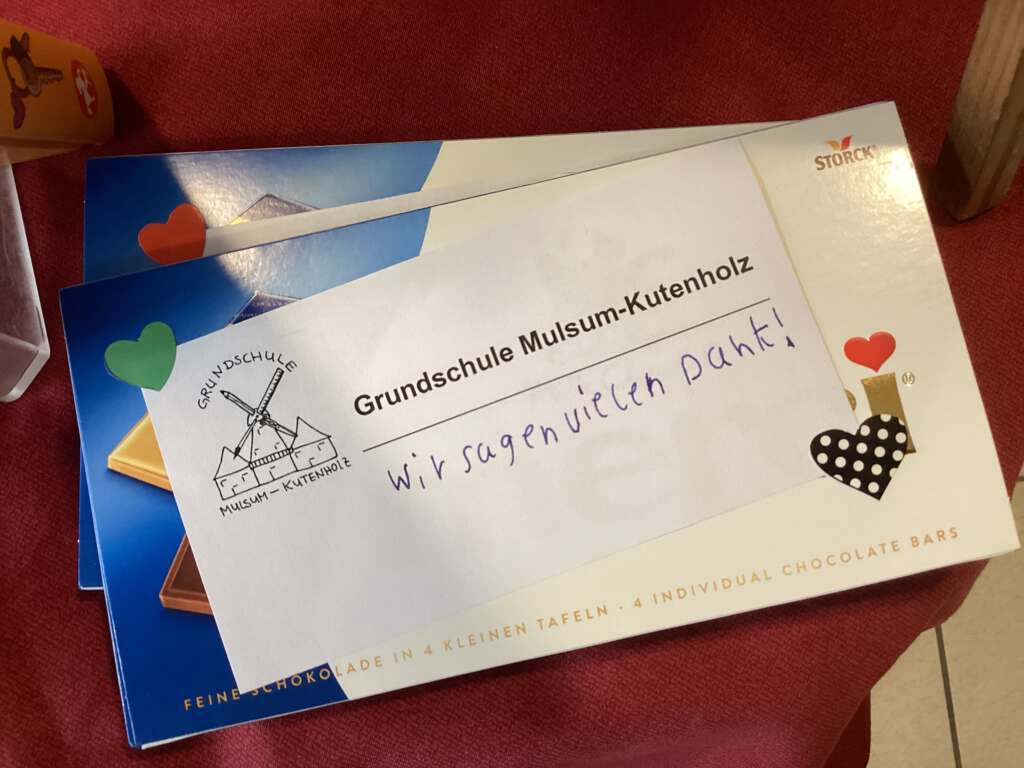 STORCK
GRUNDSCHULE
MULSUM-KUTENHOLZ
Grundschule Mulsum-Kutenholz
Wir sagen vielen Dank!
®
FEINE SCHOKOLADE IN 4 KLEINEN TAFELN · 4 INDIVIDUAL CHOCOLATE BARS